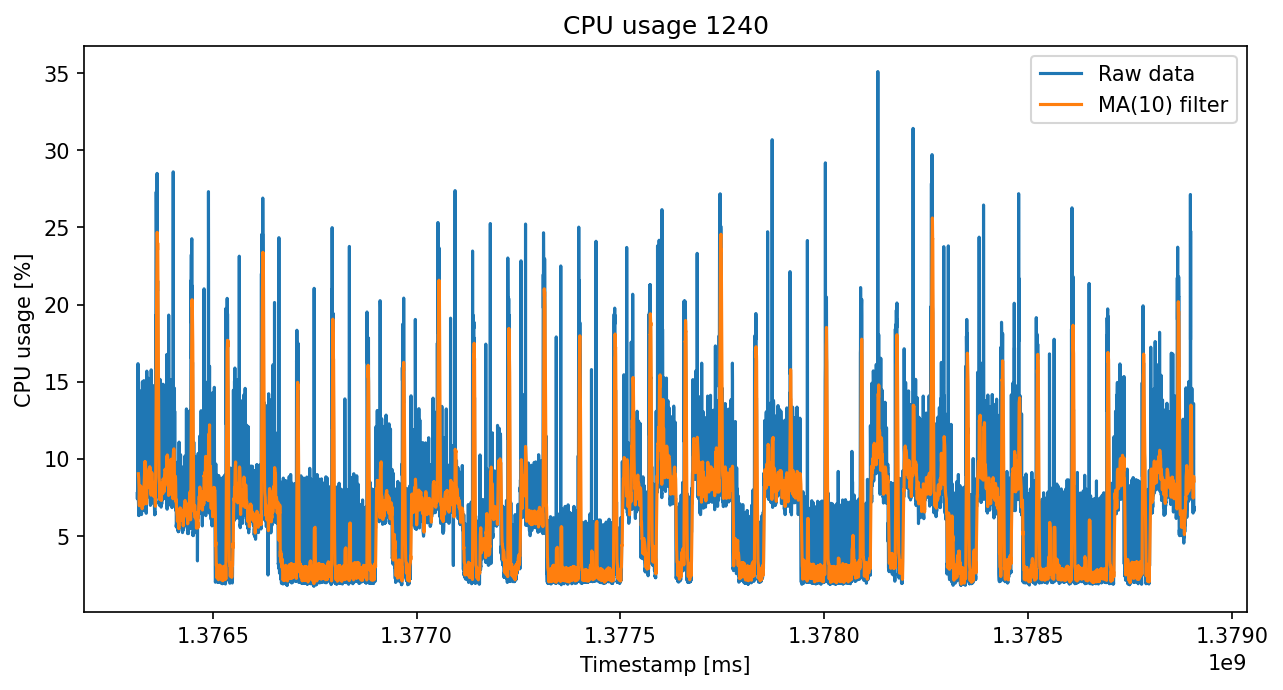 CPU usage 1240
Raw data
MA(10) filter
CPU usage [%]
35
30
25
20
15
10
5
1.3765 1.3770 1.3775 1.3780 1.3785 1.3790
1e9
Timestamp [ms]